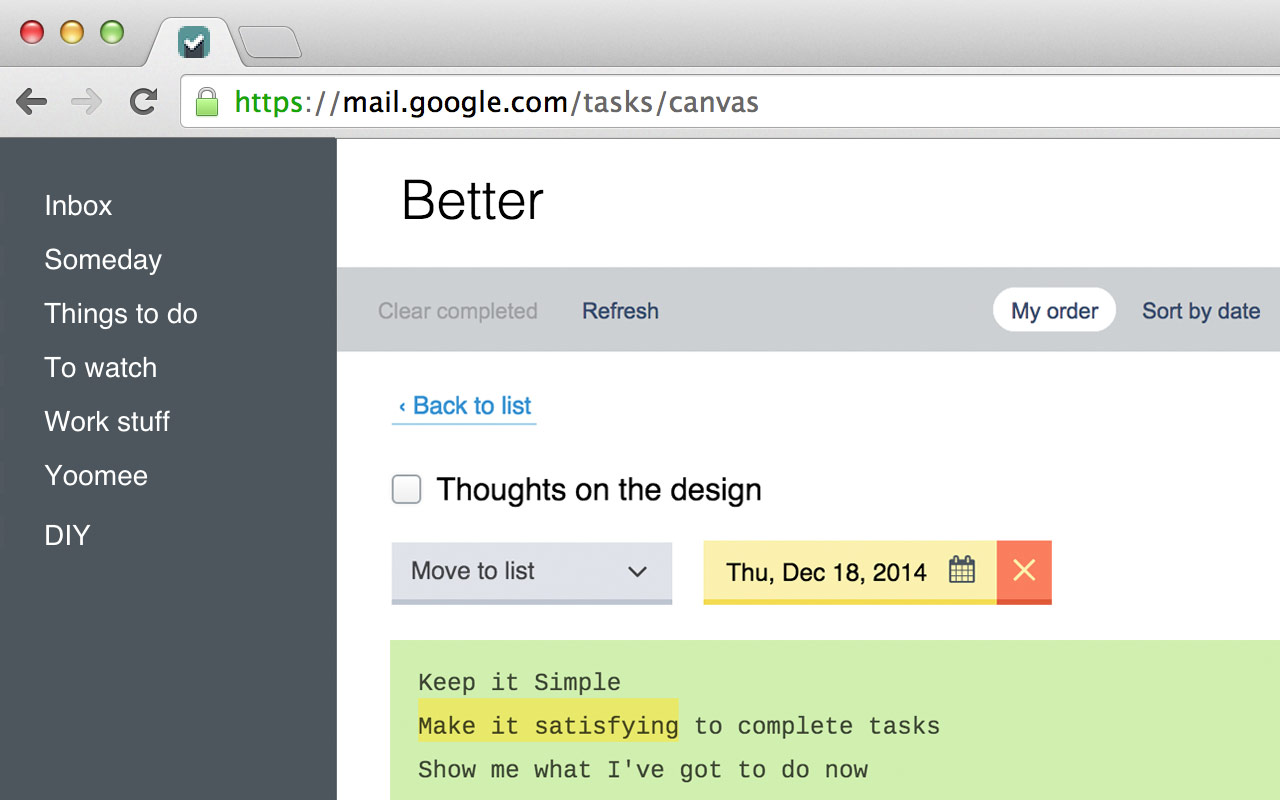 https://mail.google.com/tasks/canvas
Inbox
Someday
Things to do
To watch
Work stuff
Yoomee
DIY
Better
Clear completed Refresh My order Sort by date
‹ Back to list
Thoughts on the design
Move to list Thu, Dec 18, 2014
Keep it Simple
Make it satisfying to complete tasks
Show me what I've got to do now